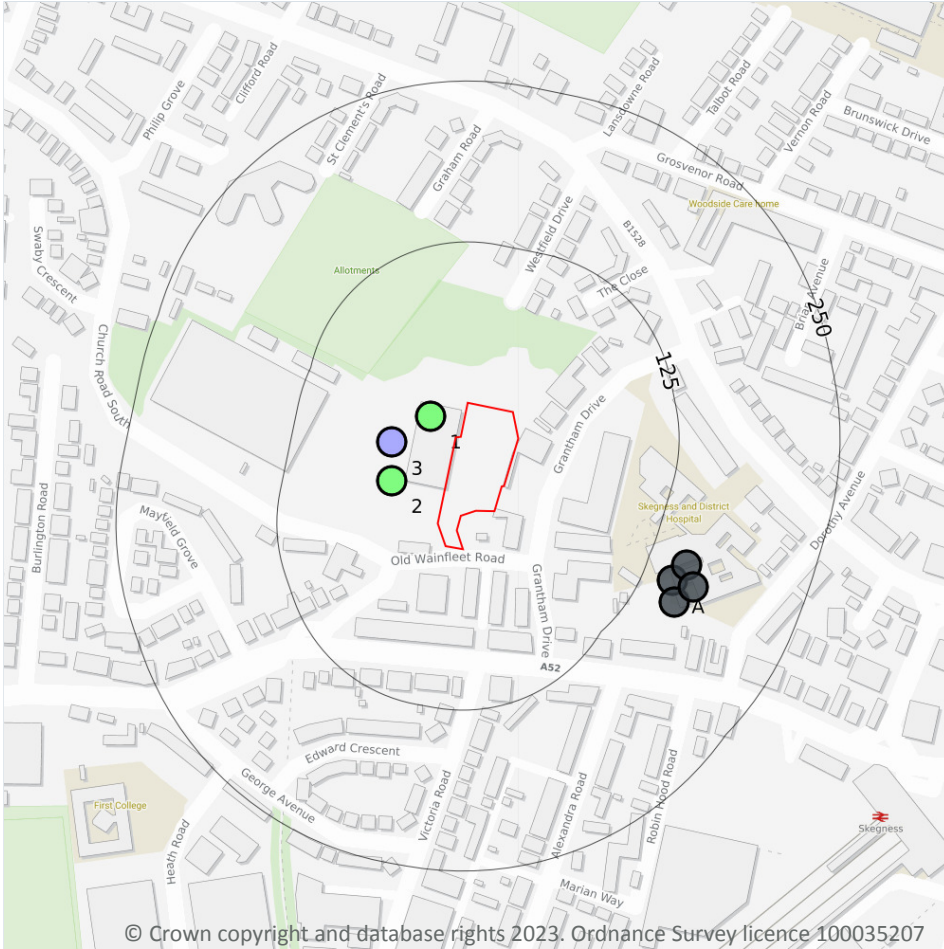 Clifford Road
Philip Grove
St Clement's Road
Lansdowne Road
Talbot Road
Vernon Road
Brunswick Drive
Graham Road
Grosvenor Road
Woodside Care home
Westfield Drive
B1528
Swaby Crescent
Allotments
The Close
250
Church Road South
125
1
3
2
Grantham Drive
Burlington Road
Mayfield Grove
Skegness and District
Hospital
Dorothy Avenue
Old Wainfleet Road
Grantham Drive
A
A52
Edward Crescent
George Avenue
First College
Heath Road
Victoria Road
Alexandra Road
Robin Hood Road
Skegness
Marian Way
© Crown copyright and database rights 2023. Ordnance Survey licence 100035207